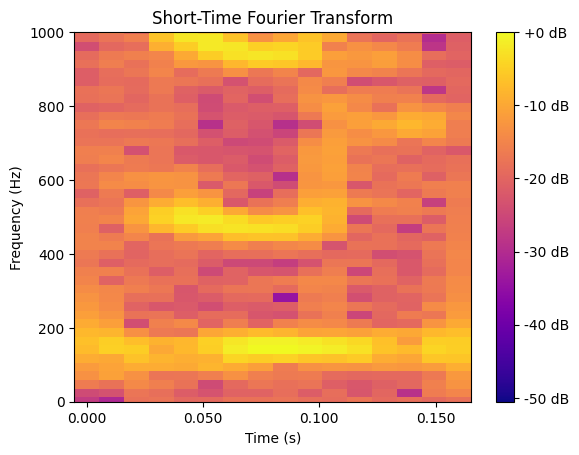 Short-Time Fourier Transform
1000
800
600
400
200
0
Frequency (Hz)
0.000
0.050
0.100
0.150
Time (s)
+0 dB
-10 dB
-20 dB
-30 dB
-40 dB
-50 dB